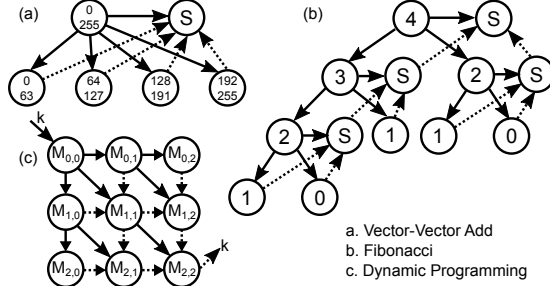 (a)
0
255
S
0
63
64
127
128
191
192
255
(b)
4
S
3
S
2
S
2
S
1
1
0
1
0
k
(c)
M0,0
M0,1
M0,2
M1,0
M1,1
M1,2
M2,0
M2,1
M2,2
k
a. Vector-Vector Add
b. Fibonacci
c. Dynamic Programming